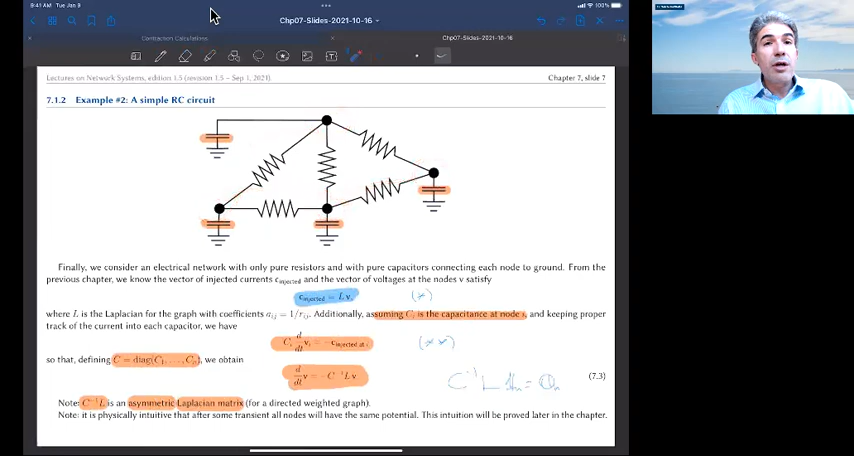 9:41 AM Tue Jan 9
100%
Chp07-Slides-2021-10-16
Contraction Calculations
Chp07-Slides-2021-10-16
Lectures on Network Systems, edition 1.5 (revision 1.5 – Sep 1, 2021).
Chapter 7, slide 7
7.1.2 Example #2: A simple RC circuit
Finally, we consider an electrical network with only pure resistors and with pure capacitors connecting each node to ground. From the
previous chapter, we know the vector of injected currents c_injected and the vector of voltages at the nodes v satisfy
c_injected = L v,
(*)
where L is the Laplacian for the graph with coefficients a_ij = 1/r_ij. Additionally, assuming C_i is the capacitance at node i, and keeping proper
track of the current into each capacitor, we have
C_i d/dt v_i = −c_injected at i
(**)
so that, defining C = diag(C_1, …, C_n), we obtain
d/dt v = −C⁻¹L v
C⁻¹ L 𝟙_n = 𝟘_n
(7.3)
Note: C⁻¹L is an asymmetric Laplacian matrix (for a directed weighted graph).
Note: it is physically intuitive that after some transient all nodes will have the same potential. This intuition will be proved later in the chapter.